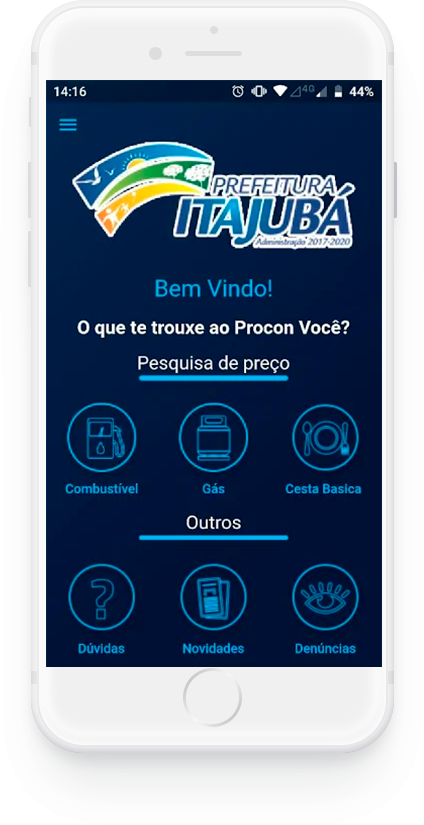 14:16
4G
44%
PREFEITURA
ITAJUBÁ
Administração 2017-2020
Bem Vindo!
O que te trouxe ao Procon Você?
Pesquisa de preço
Combustível Gás Cesta Basica
Outros
Dúvidas Novidades Denúncias